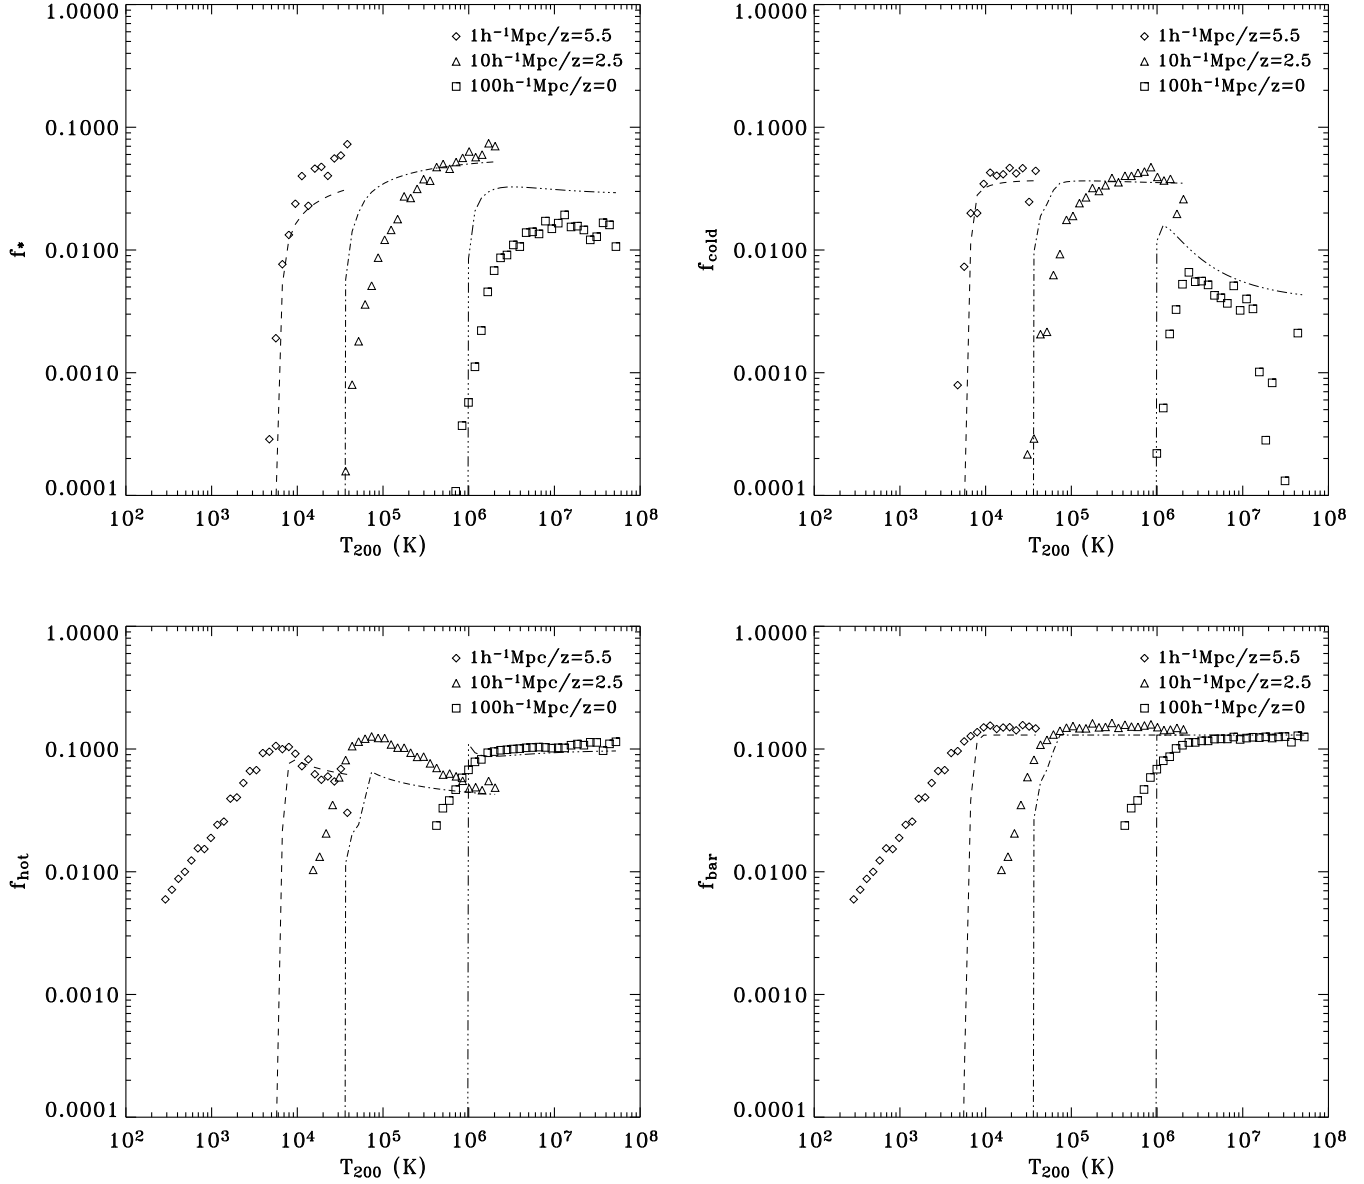 1.0000
0.1000
0.0100
0.0010
0.0001
f*
10² 10³ 10⁴ 10⁵ 10⁶ 10⁷ 10⁸
T₂₀₀ (K)
1h⁻¹Mpc/z=5.5
10h⁻¹Mpc/z=2.5
100h⁻¹Mpc/z=0
1.0000
0.1000
0.0100
0.0010
0.0001
f_cold
10² 10³ 10⁴ 10⁵ 10⁶ 10⁷ 10⁸
T₂₀₀ (K)
1h⁻¹Mpc/z=5.5
10h⁻¹Mpc/z=2.5
100h⁻¹Mpc/z=0
1.0000
0.1000
0.0100
0.0010
0.0001
f_hot
10² 10³ 10⁴ 10⁵ 10⁶ 10⁷ 10⁸
T₂₀₀ (K)
1h⁻¹Mpc/z=5.5
10h⁻¹Mpc/z=2.5
100h⁻¹Mpc/z=0
1.0000
0.1000
0.0100
0.0010
0.0001
f_bar
10² 10³ 10⁴ 10⁵ 10⁶ 10⁷ 10⁸
T₂₀₀ (K)
1h⁻¹Mpc/z=5.5
10h⁻¹Mpc/z=2.5
100h⁻¹Mpc/z=0